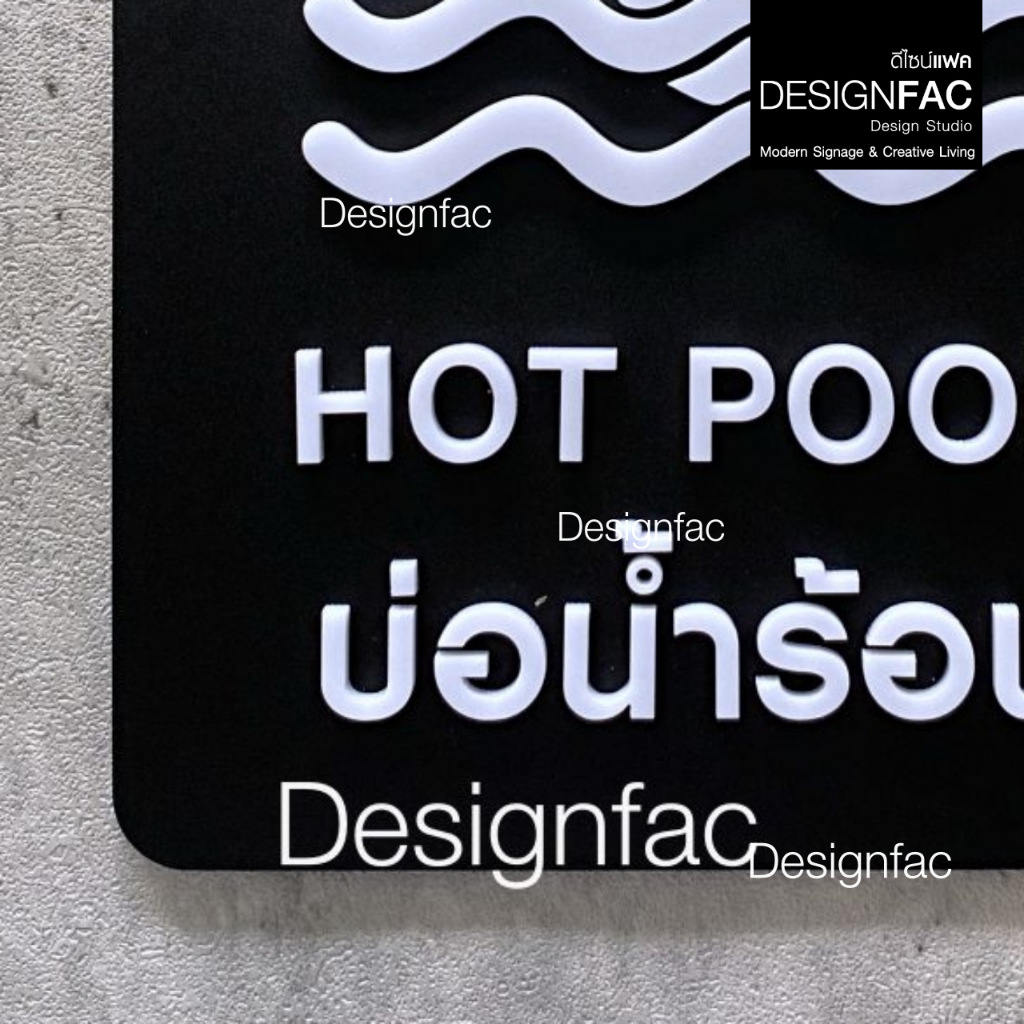 ดีไซน์แฟค
DESIGNFAC
Design Studio
Modern Signage & Creative Living
Designfac
HOT POO
Designfac
บ่อน้ำร้อน
Designfac
Designfac